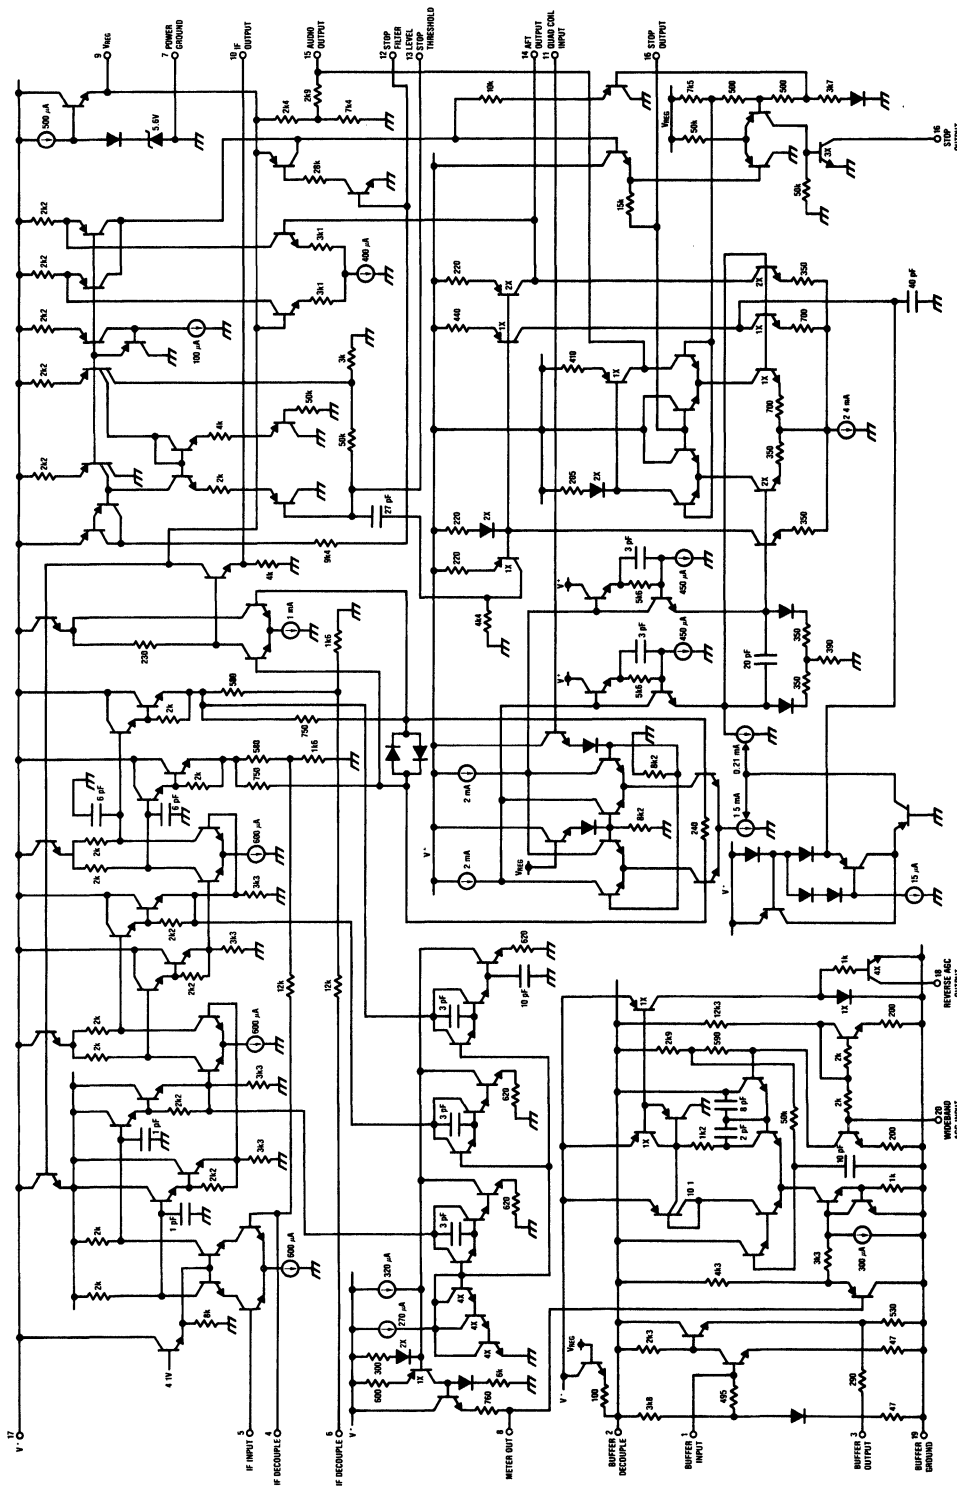 9 VREG
7 POWER GROUND
10 IF OUTPUT
15 AUDIO OUTPUT
12 STOP FILTER
13 LEVEL STOP THRESHOLD
14 AFT OUTPUT
11 QUAD COIL INPUT
16 STOP OUTPUT
500 µA
5.6V
2k2
2k2
2k2
2k2
2k2
100 µA
3k1
3k1
400 µA
28k
2k4
2k9
7k4
10k
4k
2k
50k
50k
3k
27 pF
9k4
4k
230
1 mA
1k6
580
750
2k
2k
580
750
1k6
6 pF
6 pF
2k
2k
600 µA
3k3
2k2
2k2
3k3
12k
12k
2k
2k
600 µA
3k3
2k2
1 pF
3k3
2k2
1 pF
2k
2k
600 µA
8k
4 1V
V+
17
IF INPUT 5
IF DECOUPLE 4
IF DECOUPLE 6
VREG
7k5
500
500
3k7
50k
3X
16 STOP OUTPUT
50k
15k
220
2X
440
1X
410
1X
205
2X
220
2X
220
1X
4k4
2X
350
1X
700
1X
700
350
2X
350
2 4 mA
40 pF
V+
3 pF
5k6
450 µA
V+
3 pF
5k6
450 µA
20 pF
350
350
390
V+
2 mA
2 mA
VREG
8k2
8k2
240
1 5 mA
0.21 mA
V+
15 µA
620
10 pF
3 pF
3 pF
620
3 pF
620
320 µA
270 µA
4X
4X
4X
300
2X
600
1X
6k
760
V+
METER OUT 8
1k
4X
1X
18 REVERSE AGC OUTPUT
12k3
200
2k
2k
20 WIDEBAND AGC INPUT
200
2k9
590
8 pF
2 pF
1k2
50k
10 pF
1X
1X
10 1
1k
3k3
300 µA
4k3
530
2k3
47
290
495
3k8
47
100
VREG
V+
BUFFER DECOUPLE 2
BUFFER INPUT 1
BUFFER OUTPUT 3
BUFFER GROUND 19